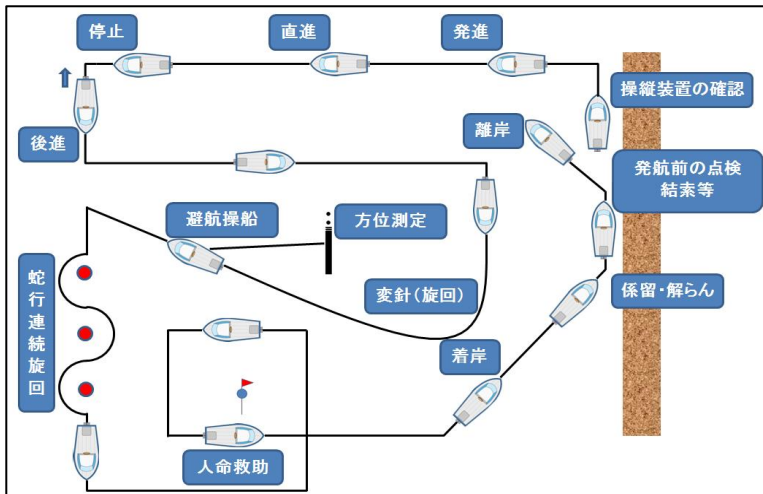 停止
直進
発進
操縦装置の確認
離岸
後進
発航前の点検
結索等
避航操船
方位測定
蛇行連続旋回
変針(旋回)
係留・解らん
着岸
人命救助